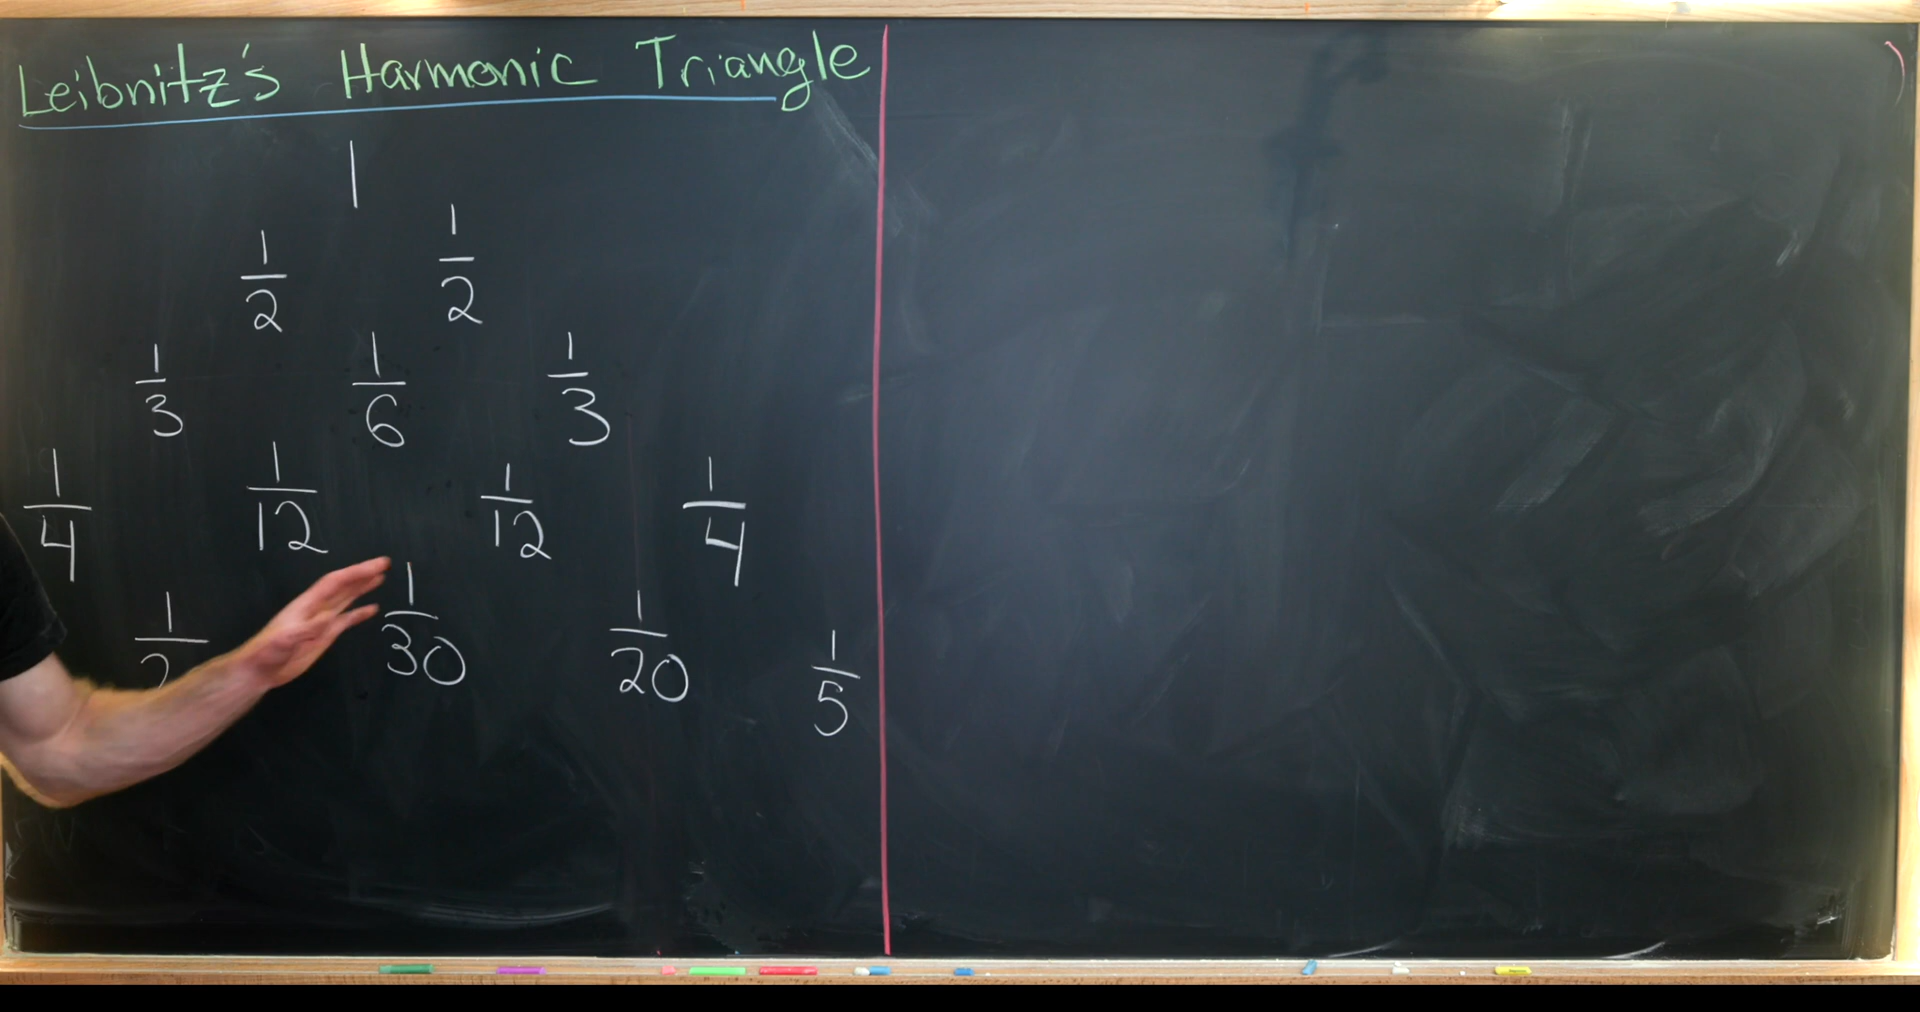 Leibnitz's Harmonic Triangle
1
1/2 1/2
1/3 1/6 1/3
1/4 1/12 1/12 1/4
1/30 1/20 1/5